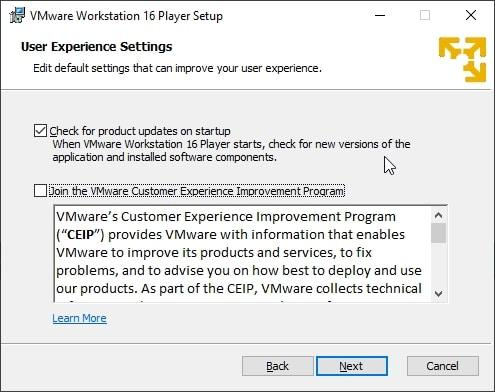 VMware Workstation 16 Player Setup
User Experience Settings
Edit default settings that can improve your user experience.
Check for product updates on startup
When VMware Workstation 16 Player starts, check for new versions of the
application and installed software components.
Join the VMware Customer Experience Improvement Program
VMware’s Customer Experience Improvement Program
(“CEIP”) provides VMware with information that enables
VMware to improve its products and services, to fix
problems, and to advise you on how best to deploy and use
our products. As part of the CEIP, VMware collects technical
Learn More
Back
Next
Cancel